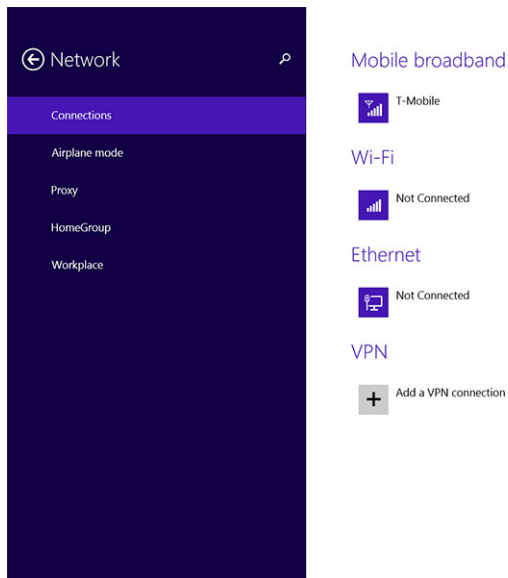 Network
Connections
Airplane mode
Proxy
HomeGroup
Workplace
Mobile broadband
T-Mobile
Wi-Fi
Not Connected
Ethernet
Not Connected
VPN
Add a VPN connection